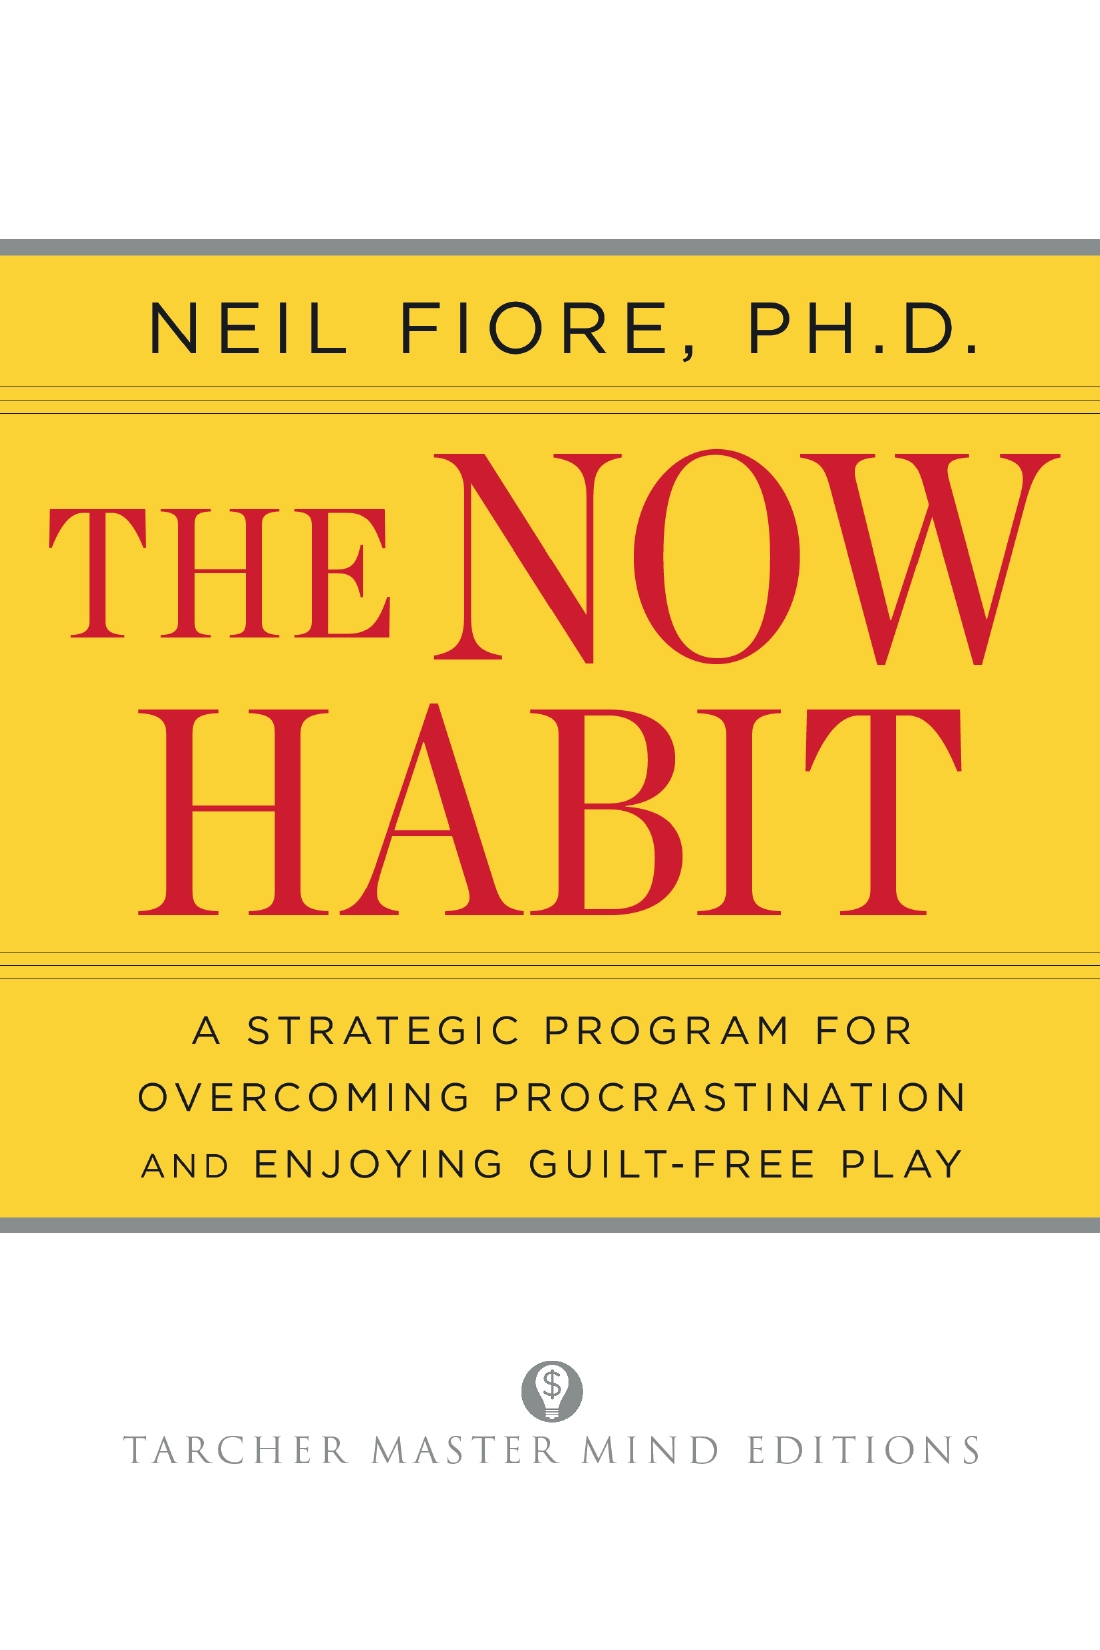 NEIL FIORE, PH.D.
THE NOW
HABIT
A STRATEGIC PROGRAM FOR
OVERCOMING PROCRASTINATION
AND ENJOYING GUILT-FREE PLAY
$
TARCHER MASTER MIND EDITIONS